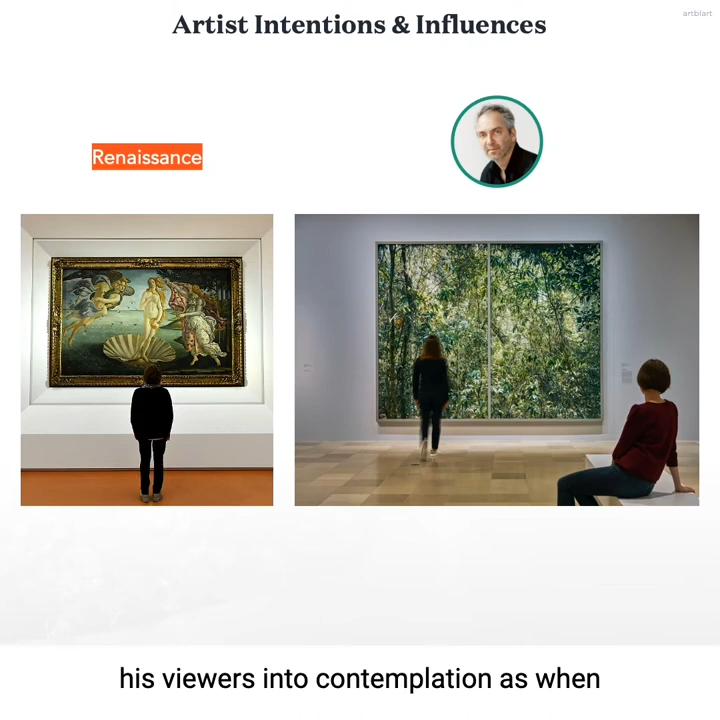 Artist Intentions & Influences
artblart
Renaissance
his viewers into contemplation as when